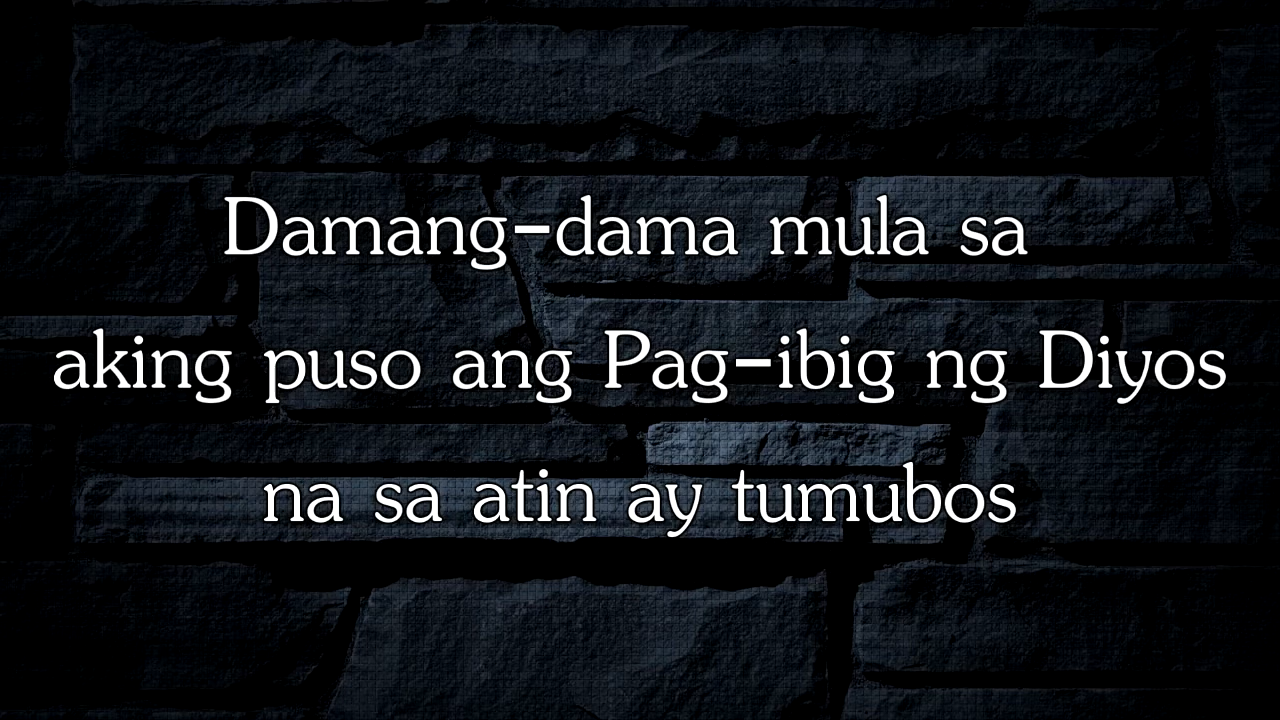 Damang-dama mula sa
aking puso ang Pag-ibig ng Diyos
na sa atin ay tumubos